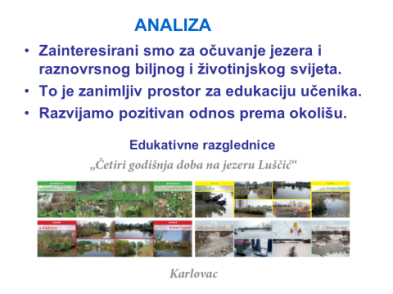 ANALIZA
• Zainteresirani smo za očuvanje jezera i
raznovrsnog biljnog i životinjskog svijeta.
• To je zanimljiv prostor za edukaciju učenika.
• Razvijamo pozitivan odnos prema okolišu.
Edukativne razglednice
„Četiri godišnja doba na jezeru Luščić“
Karlovac